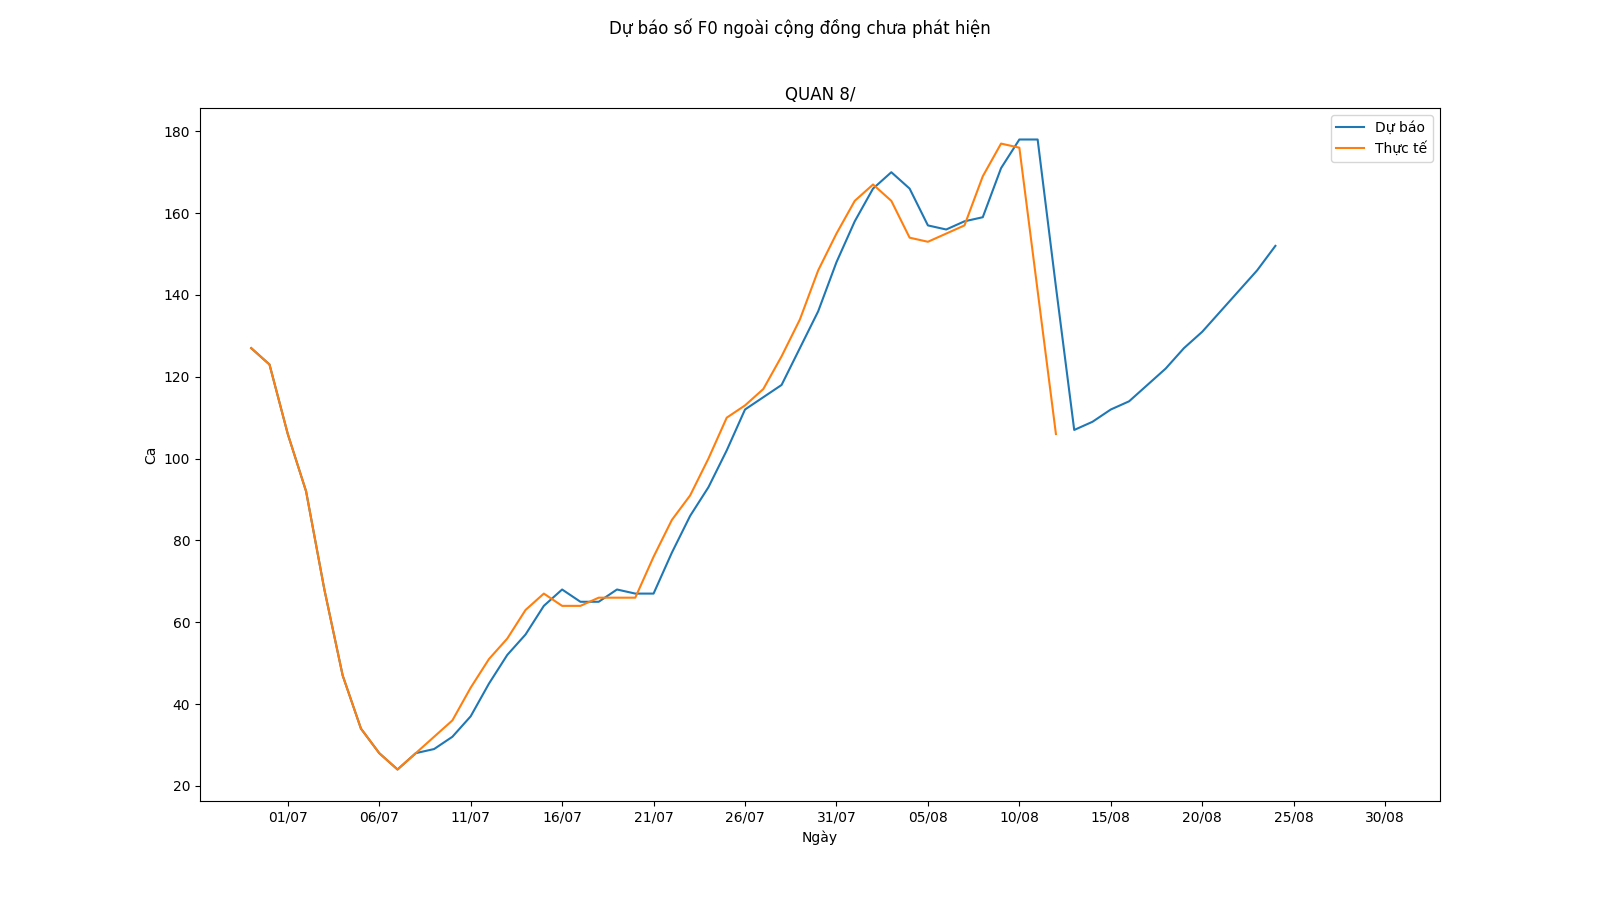 Dự báo số F0 ngoài cộng đồng chưa phát hiện
QUAN 8/
Dự báo
Thực tế
180
160
140
120
100
80
60
40
20
Ca
01/07 06/07 11/07 16/07 21/07 26/07 31/07 05/08 10/08 15/08 20/08 25/08 30/08
Ngày